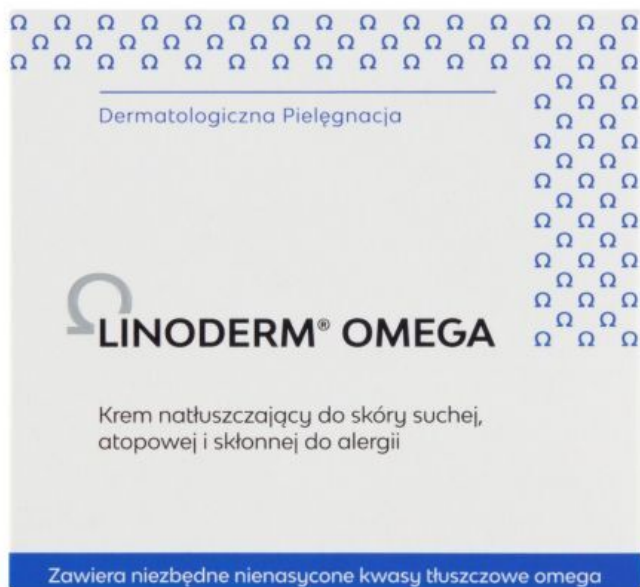 Dermatologiczna Pielęgnacja
LINODERM® OMEGA
Krem natłuszczający do skóry suchej,
atopowej i skłonnej do alergii
Zawiera niezbędne nienasycone kwasy tłuszczowe omega